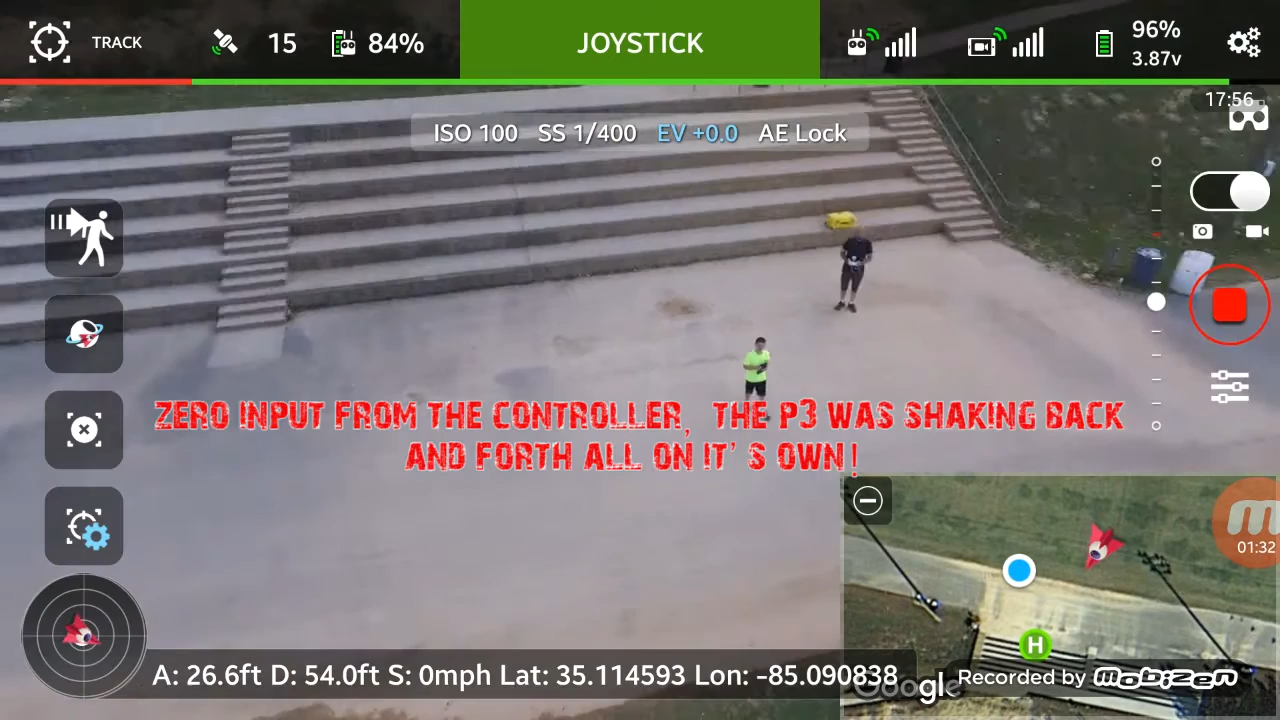 TRACK
15
84%
JOYSTICK
96%
3.87v
17:56
ISO 100 SS 1/400 EV +0.0 AE Lock
ZERO INPUT FROM THE CONTROLLER, THE P3 WAS SHAKING BACK
AND FORTH ALL ON IT'S OWN!
01:32
H
A: 26.6ft D: 54.0ft S: 0mph Lat: 35.114593 Lon: -85.090838
Google
Recorded by mobizen